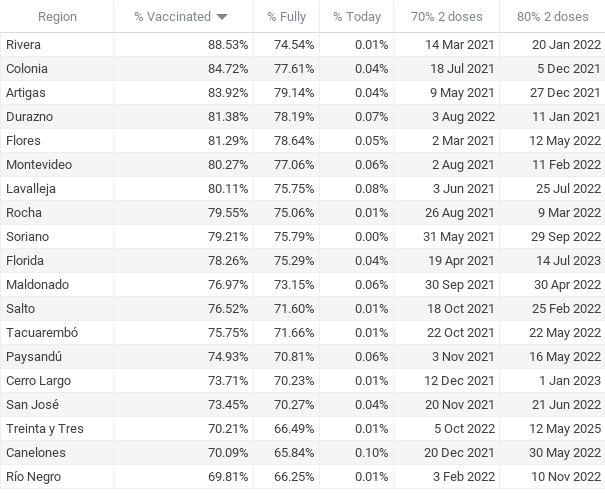 Region % Vaccinated % Fully % Today 70% 2 doses 80% 2 doses
Rivera 88.53% 74.54% 0.01% 14 Mar 2021 20 Jan 2022
Colonia 84.72% 77.61% 0.04% 18 Jul 2021 5 Dec 2021
Artigas 83.92% 79.14% 0.04% 9 May 2021 27 Dec 2021
Durazno 81.38% 78.19% 0.07% 3 Aug 2022 11 Jan 2021
Flores 81.29% 78.64% 0.05% 2 Mar 2021 12 May 2022
Montevideo 80.27% 77.06% 0.06% 2 Aug 2021 11 Feb 2022
Lavalleja 80.11% 75.75% 0.08% 3 Jun 2021 25 Jul 2022
Rocha 79.55% 75.06% 0.01% 26 Aug 2021 9 Mar 2022
Soriano 79.21% 75.79% 0.00% 31 May 2021 29 Sep 2022
Florida 78.26% 75.29% 0.04% 19 Apr 2021 14 Jul 2023
Maldonado 76.97% 73.15% 0.06% 30 Sep 2021 30 Apr 2022
Salto 76.52% 71.60% 0.01% 18 Oct 2021 25 Feb 2022
Tacuarembó 75.75% 71.66% 0.01% 22 Oct 2021 22 May 2022
Paysandú 74.93% 70.81% 0.06% 3 Nov 2021 16 May 2022
Cerro Largo 73.71% 70.23% 0.01% 12 Dec 2021 1 Jan 2023
San José 73.45% 70.27% 0.04% 20 Nov 2021 21 Jun 2022
Treinta y Tres 70.21% 66.49% 0.01% 5 Oct 2022 12 May 2025
Canelones 70.09% 65.84% 0.10% 20 Dec 2021 30 May 2022
Río Negro 69.81% 66.25% 0.01% 3 Feb 2022 10 Nov 2022